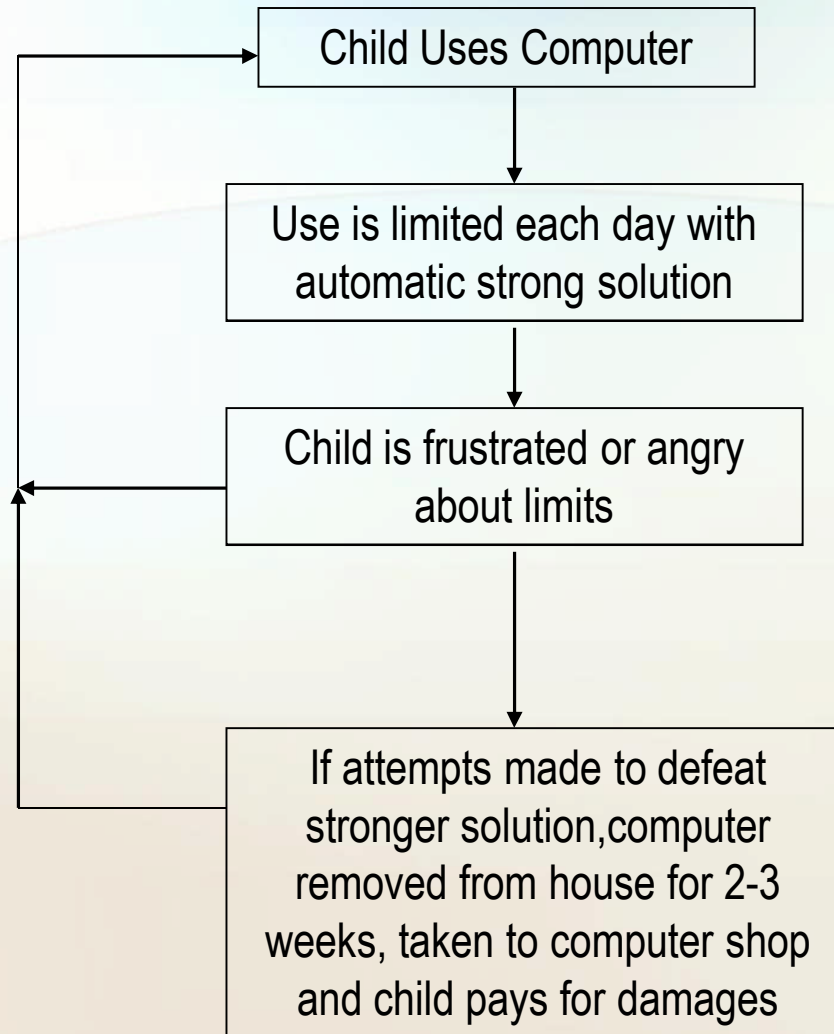 Child Uses Computer
Use is limited each day with
automatic strong solution
Child is frustrated or angry
about limits
If attempts made to defeat
stronger solution,computer
removed from house for 2-3
weeks, taken to computer shop
and child pays for damages